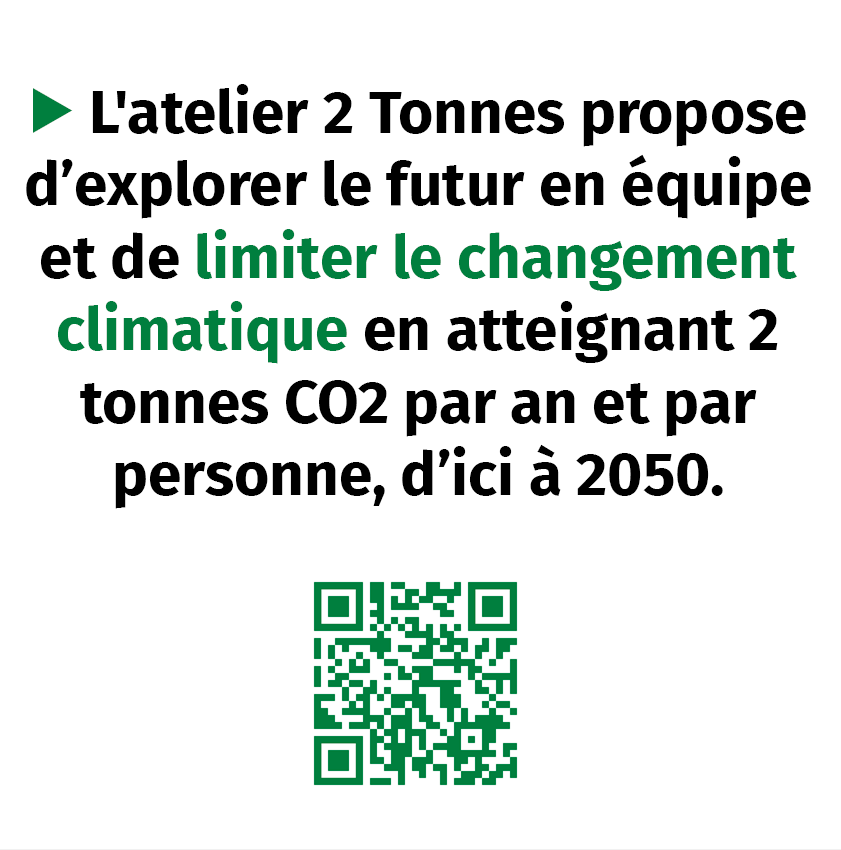 ▶ L'atelier 2 Tonnes propose
d’explorer le futur en équipe
et de limiter le changement
climatique en atteignant 2
tonnes CO2 par an et par
personne, d’ici à 2050.